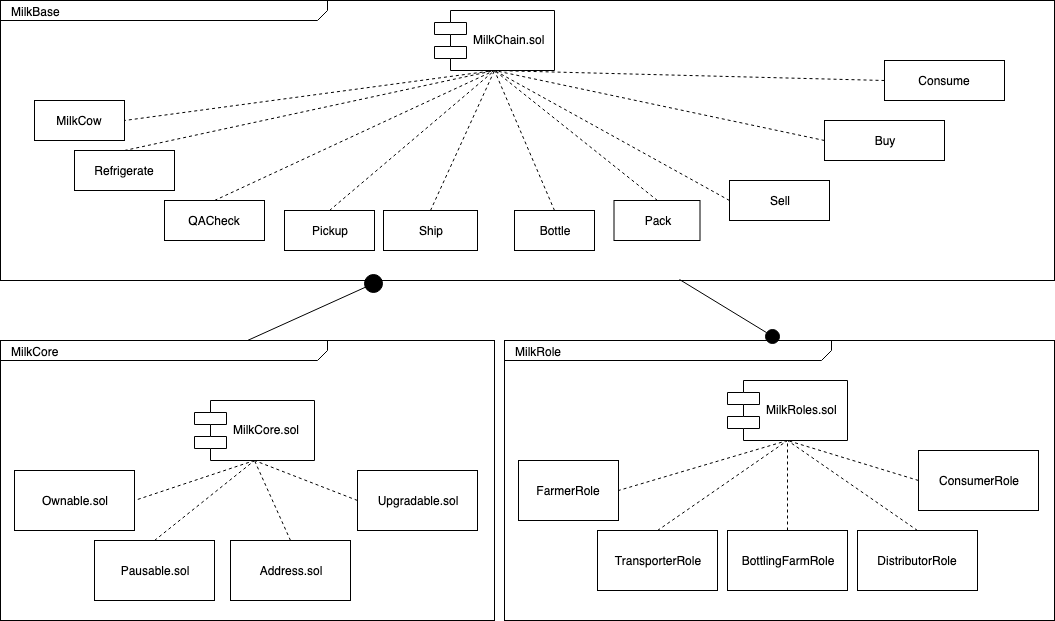 MilkBase
MilkChain.sol
Consume
MilkCow
Buy
Refrigerate
Sell
QACheck
Pickup
Ship
Bottle
Pack
MilkCore
MilkCore.sol
Ownable.sol
Upgradable.sol
Pausable.sol
Address.sol
MilkRole
MilkRoles.sol
FarmerRole
ConsumerRole
TransporterRole
BottlingFarmRole
DistributorRole